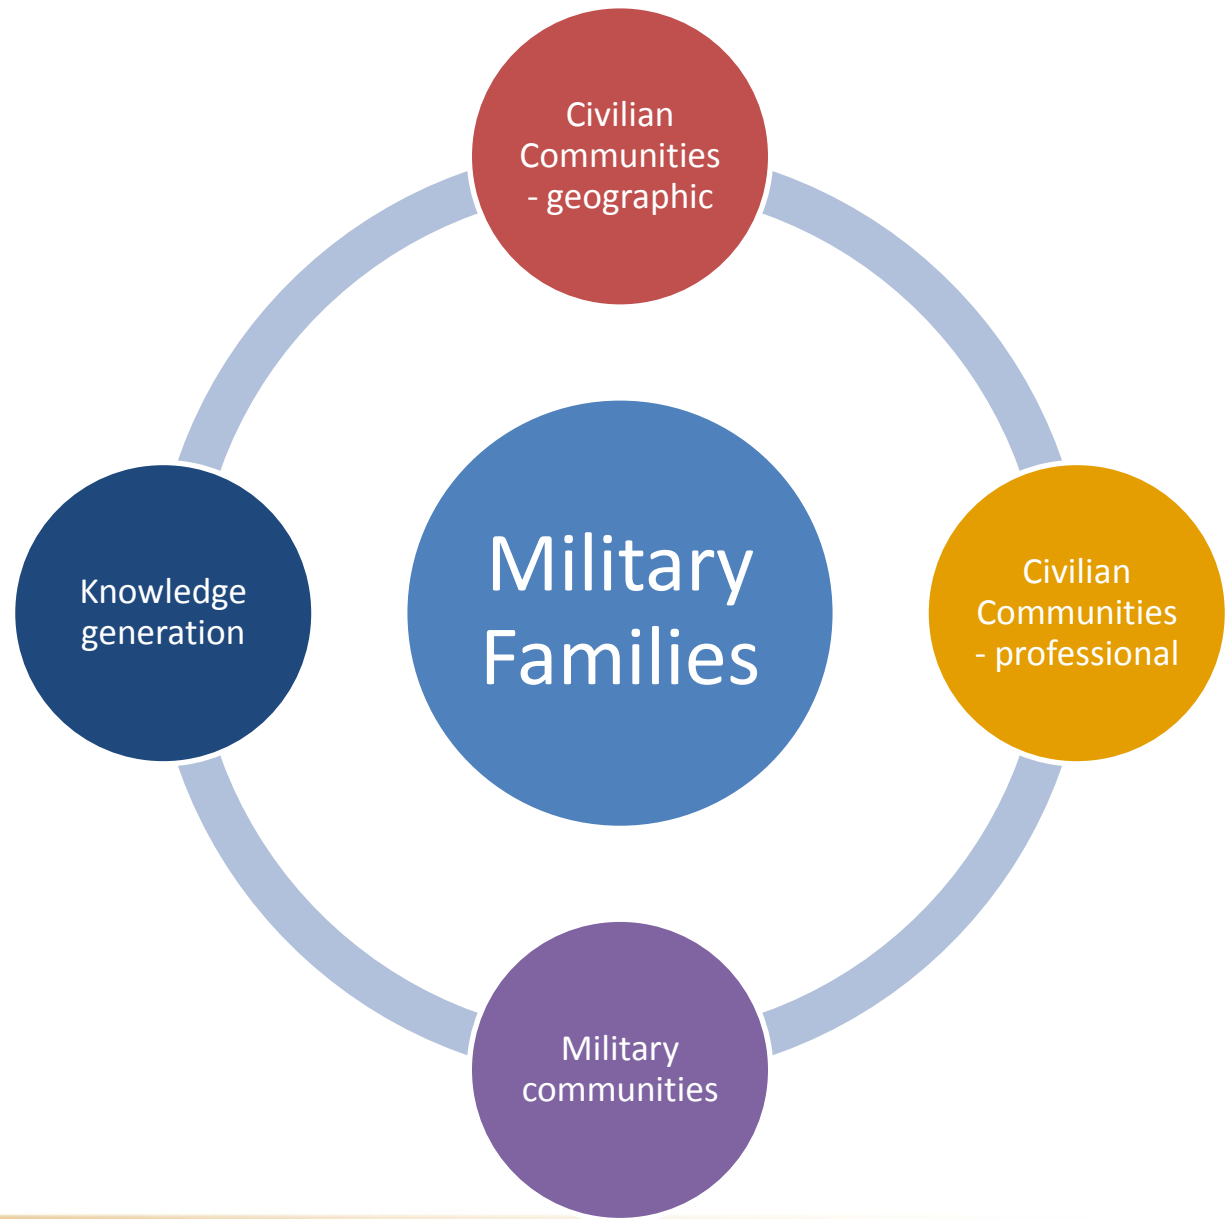 Civilian
Communities
- geographic
Knowledge
generation
Military
Families
Civilian
Communities
- professional
Military
communities